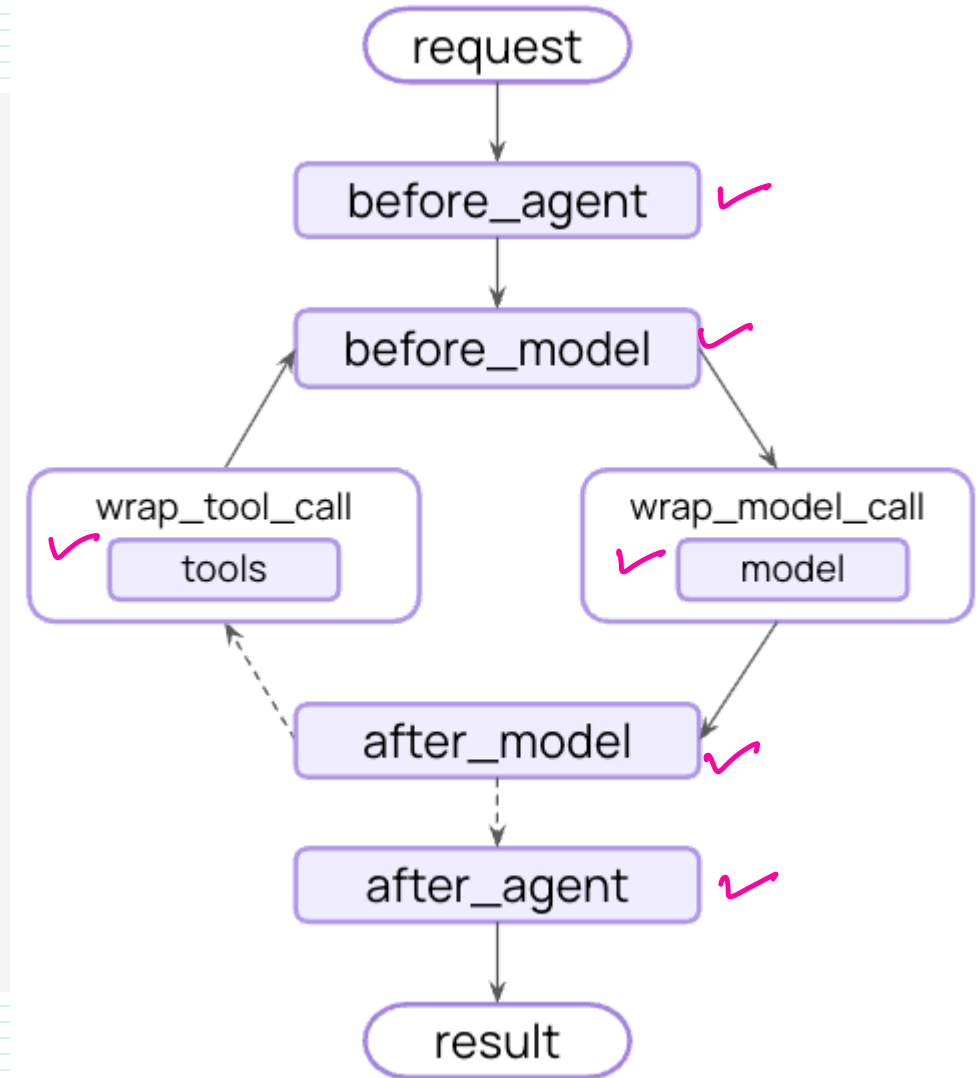 request
before_agent
before_model
wrap_tool_call
tools
wrap_model_call
model
after_model
after_agent
result